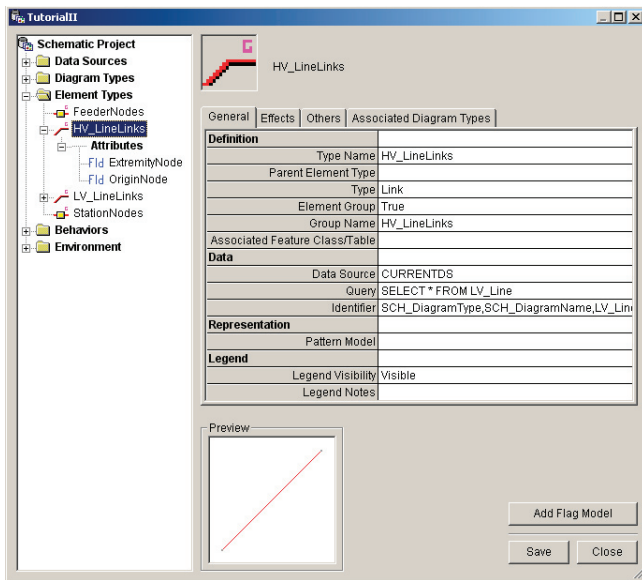 TutorialII
Schematic Project
Data Sources
Diagram Types
Element Types
FeederNodes
HV_LineLinks
Attributes
Fld ExtremityNode
Fld OriginNode
LV_LineLinks
StationNodes
Behaviors
Environment
G
HV_LineLinks
General Effects Others Associated Diagram Types
Definition
Type Name HV_LineLinks
Parent Element Type
Type Link
Element Group True
Group Name HV_LineLinks
Associated Feature Class/Table
Data
Data Source CURRENTDS
Query SELECT * FROM LV_Line
Identifier SCH_DiagramType,SCH_DiagramName,LV_Lin
Representation
Pattern Model
Legend
Legend Visibility Visible
Legend Notes
Preview
Add Flag Model
Save Close